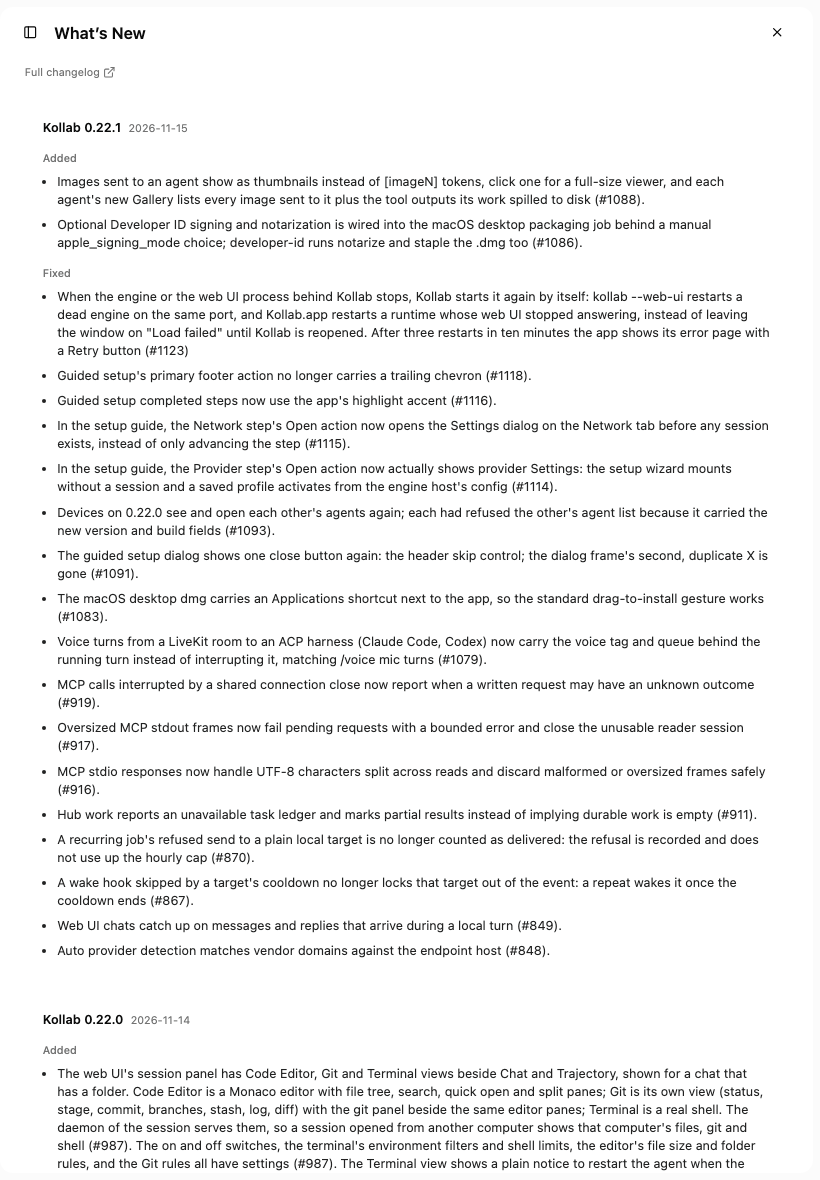 What's New
Full changelog
Kollab 0.22.1 2026-11-15
Added
• Images sent to an agent show as thumbnails instead of [imageN] tokens, click one for a full-size viewer, and each
agent's new Gallery lists every image sent to it plus the tool outputs its work spilled to disk (#1088).
• Optional Developer ID signing and notarization is wired into the macOS desktop packaging job behind a manual
apple_signing_mode choice; developer-id runs notarize and staple the .dmg too (#1086).
Fixed
• When the engine or the web UI process behind Kollab stops, Kollab starts it again by itself: kollab --web-ui restarts a
dead engine on the same port, and Kollab.app restarts a runtime whose web UI stopped answering, instead of leaving
the window on "Load failed" until Kollab is reopened. After three restarts in ten minutes the app shows its error page with
a Retry button (#1123)
• Guided setup's primary footer action no longer carries a trailing chevron (#1118).
• Guided setup completed steps now use the app's highlight accent (#1116).
• In the setup guide, the Network step's Open action now opens the Settings dialog on the Network tab before any session
exists, instead of only advancing the step (#1115).
• In the setup guide, the Provider step's Open action now actually shows provider Settings: the setup wizard mounts
without a session and a saved profile activates from the engine host's config (#1114).
• Devices on 0.22.0 see and open each other's agents again; each had refused the other's agent list because it carried the
new version and build fields (#1093).
• The guided setup dialog shows one close button again: the header skip control; the dialog frame's second, duplicate X is
gone (#1091).
• The macOS desktop dmg carries an Applications shortcut next to the app, so the standard drag-to-install gesture works
(#1083).
• Voice turns from a LiveKit room to an ACP harness (Claude Code, Codex) now carry the voice tag and queue behind the
running turn instead of interrupting it, matching /voice mic turns (#1079).
• MCP calls interrupted by a shared connection close now report when a written request may have an unknown outcome
(#919).
• Oversized MCP stdout frames now fail pending requests with a bounded error and close the unusable reader session
(#917).
• MCP stdio responses now handle UTF-8 characters split across reads and discard malformed or oversized frames safely
(#916).
• Hub work reports an unavailable task ledger and marks partial results instead of implying durable work is empty (#911).
• A recurring job's refused send to a plain local target is no longer counted as delivered: the refusal is recorded and does
not use up the hourly cap (#870).
• A wake hook skipped by a target's cooldown no longer locks that target out of the event: a repeat wakes it once the
cooldown ends (#867).
• Web UI chats catch up on messages and replies that arrive during a local turn (#849).
• Auto provider detection matches vendor domains against the endpoint host (#848).
Kollab 0.22.0 2026-11-14
Added
• The web UI's session panel has Code Editor, Git and Terminal views beside Chat and Trajectory, shown for a chat that
has a folder. Code Editor is a Monaco editor with file tree, search, quick open and split panes; Git is its own view (status,
stage, commit, branches, stash, log, diff) with the git panel beside the same editor panes; Terminal is a real shell. The
daemon of the session serves them, so a session opened from another computer shows that computer's files, git and
shell (#987). The on and off switches, the terminal's environment filters and shell limits, the editor's file size and folder
rules, and the Git rules all have settings (#987). The Terminal view shows a plain notice to restart the agent when the